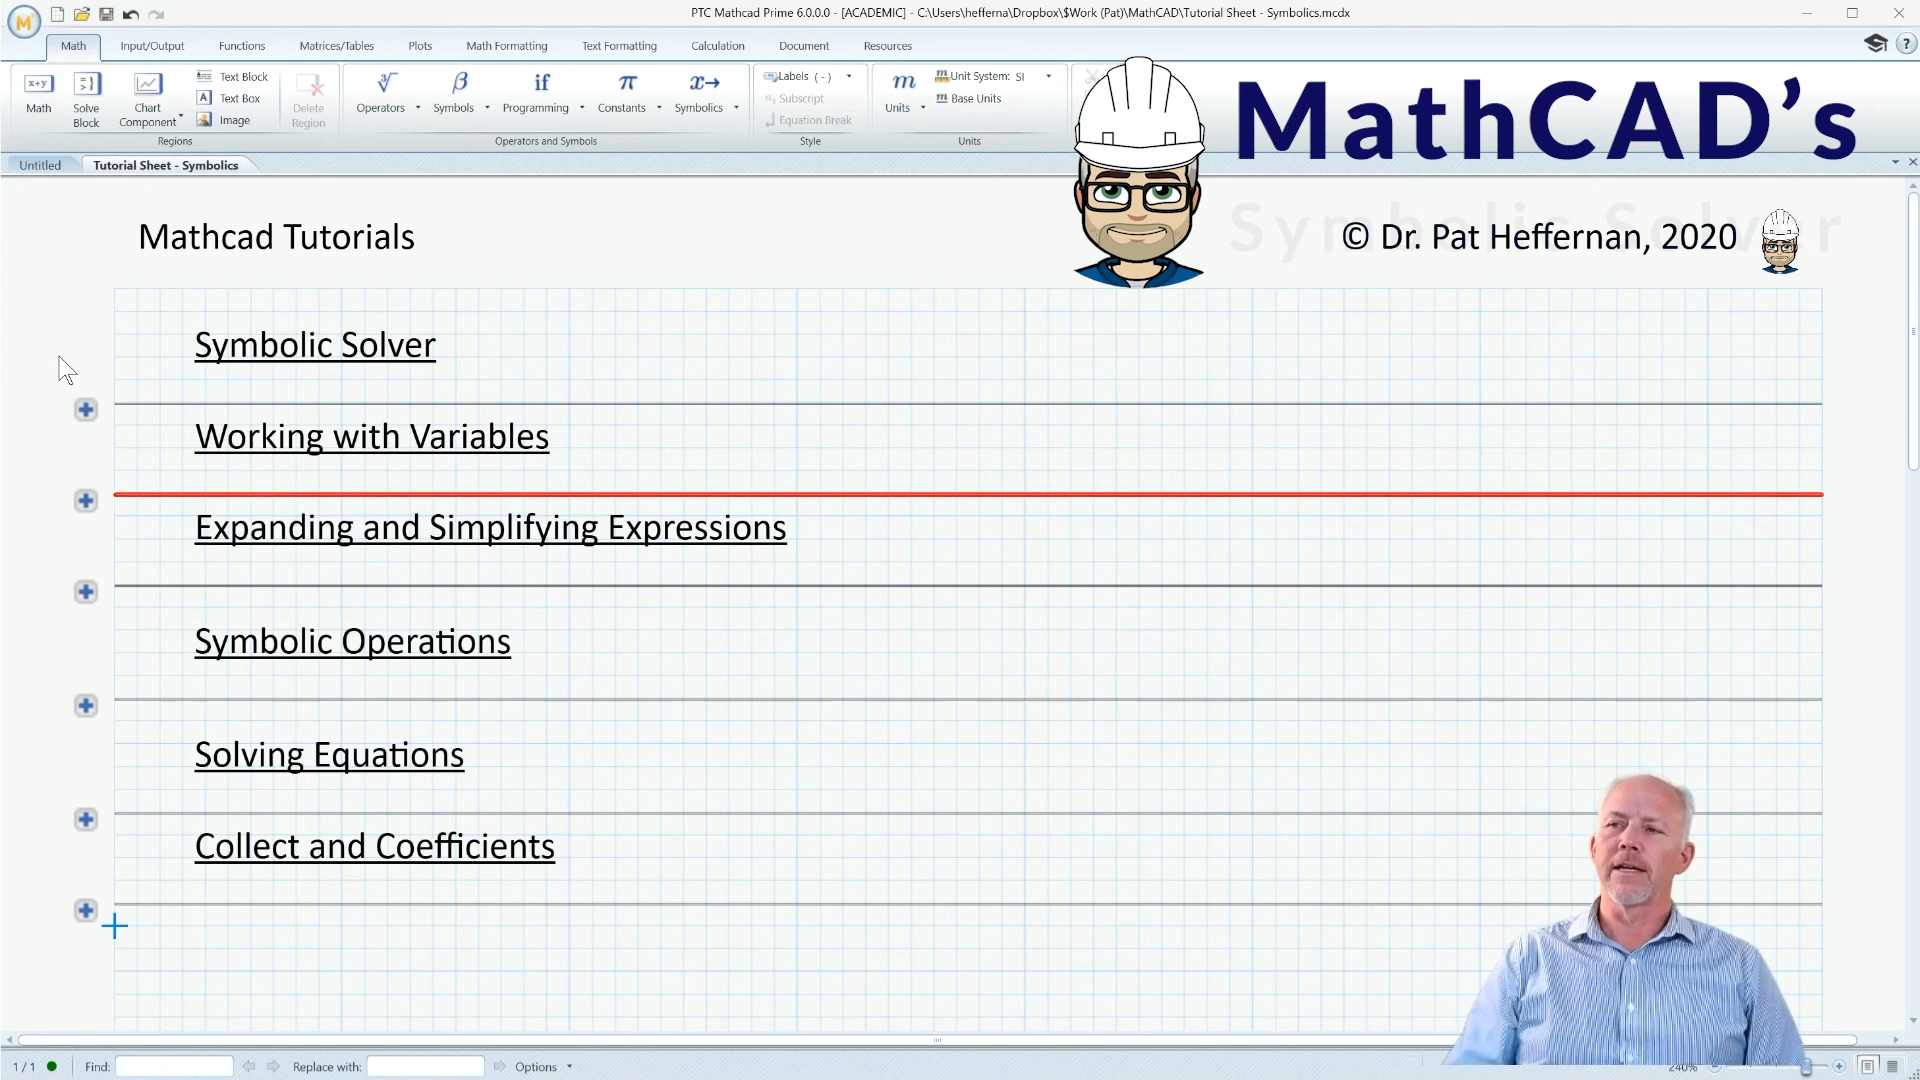 PTC Mathcad Prime 6.0.0.0 - [ACADEMIC] - C:\Users\hefferna\Dropbox\$Work (Pat)\MathCAD\Tutorial Sheet - Symbolics.mcdx
Math Input/Output Functions Matrices/Tables Plots Math Formatting Text Formatting Calculation Document Resources
Math
Solve Block
Chart Component
Text Block
Text Box
Image
Delete Region
Regions
Operators Symbols Programming Constants Symbolics
Operators and Symbols
Labels ( - )
Subscript
Equation Break
Style
Units
Unit System: SI
Base Units
Units
MathCAD's
Symbolic Solver
Untitled Tutorial Sheet - Symbolics
Mathcad Tutorials
© Dr. Pat Heffernan, 2020
Symbolic Solver
Working with Variables
Expanding and Simplifying Expressions
Symbolic Operations
Solving Equations
Collect and Coefficients
1 / 1 Find: Replace with: Options 240%